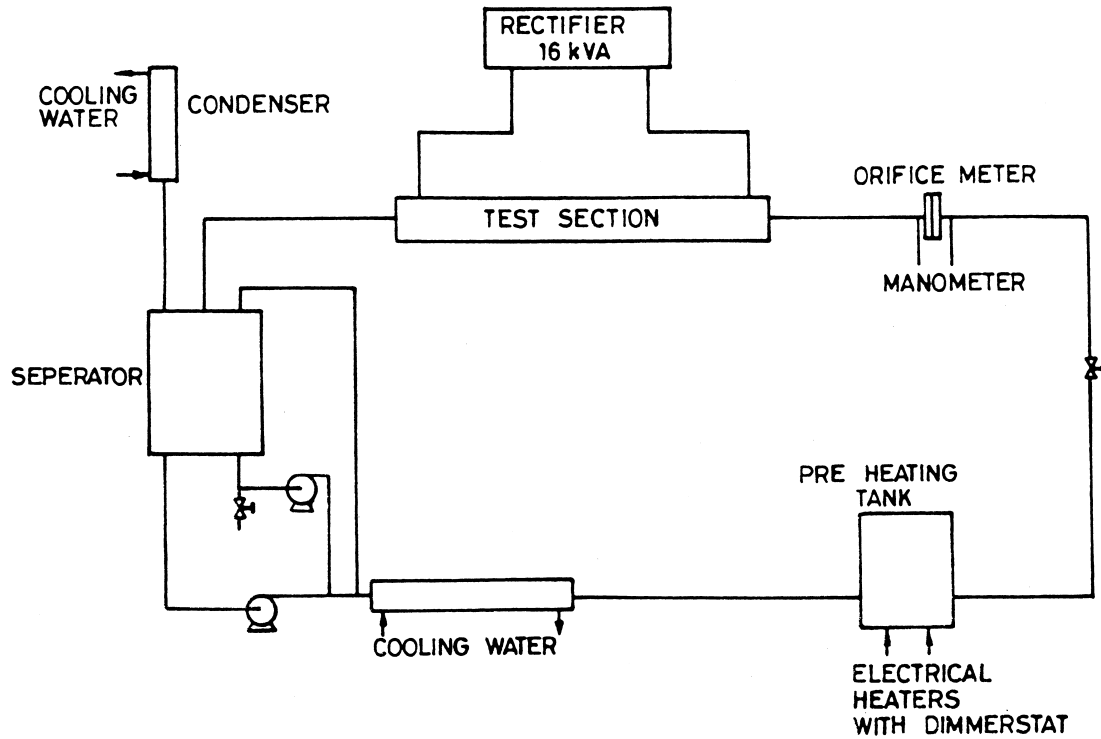 RECTIFIER
16 kVA
COOLING
WATER
CONDENSER
ORIFICE METER
TEST SECTION
MANOMETER
SEPERATOR
PRE HEATING
TANK
COOLING WATER
ELECTRICAL
HEATERS
WITH DIMMERSTAT